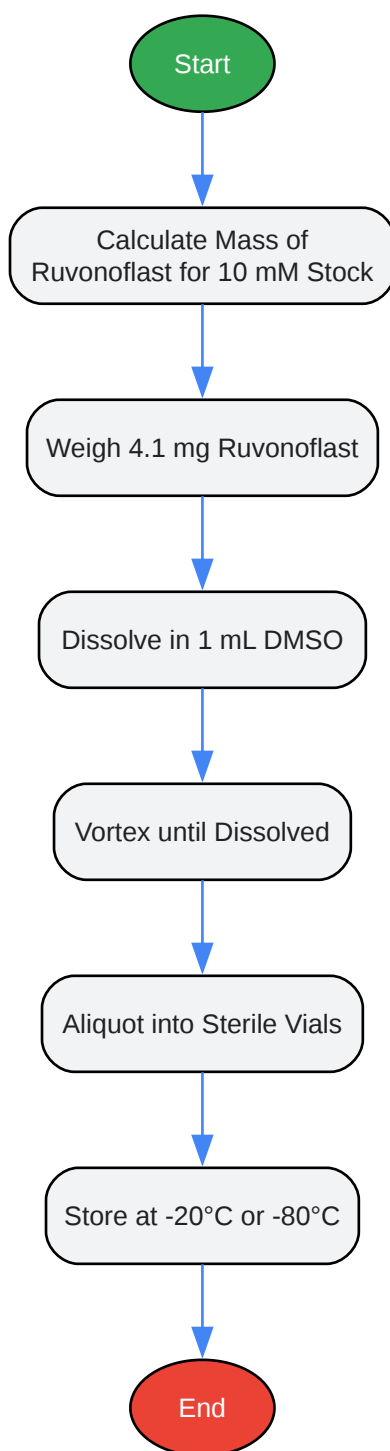 Start
Calculate Mass of
Ruvonoflast for 10 mM Stock
Weigh 4.1 mg Ruvonoflast
Dissolve in 1 mL DMSO
Vortex until Dissolved
Aliquot into Sterile Vials
Store at -20°C or -80°C
End